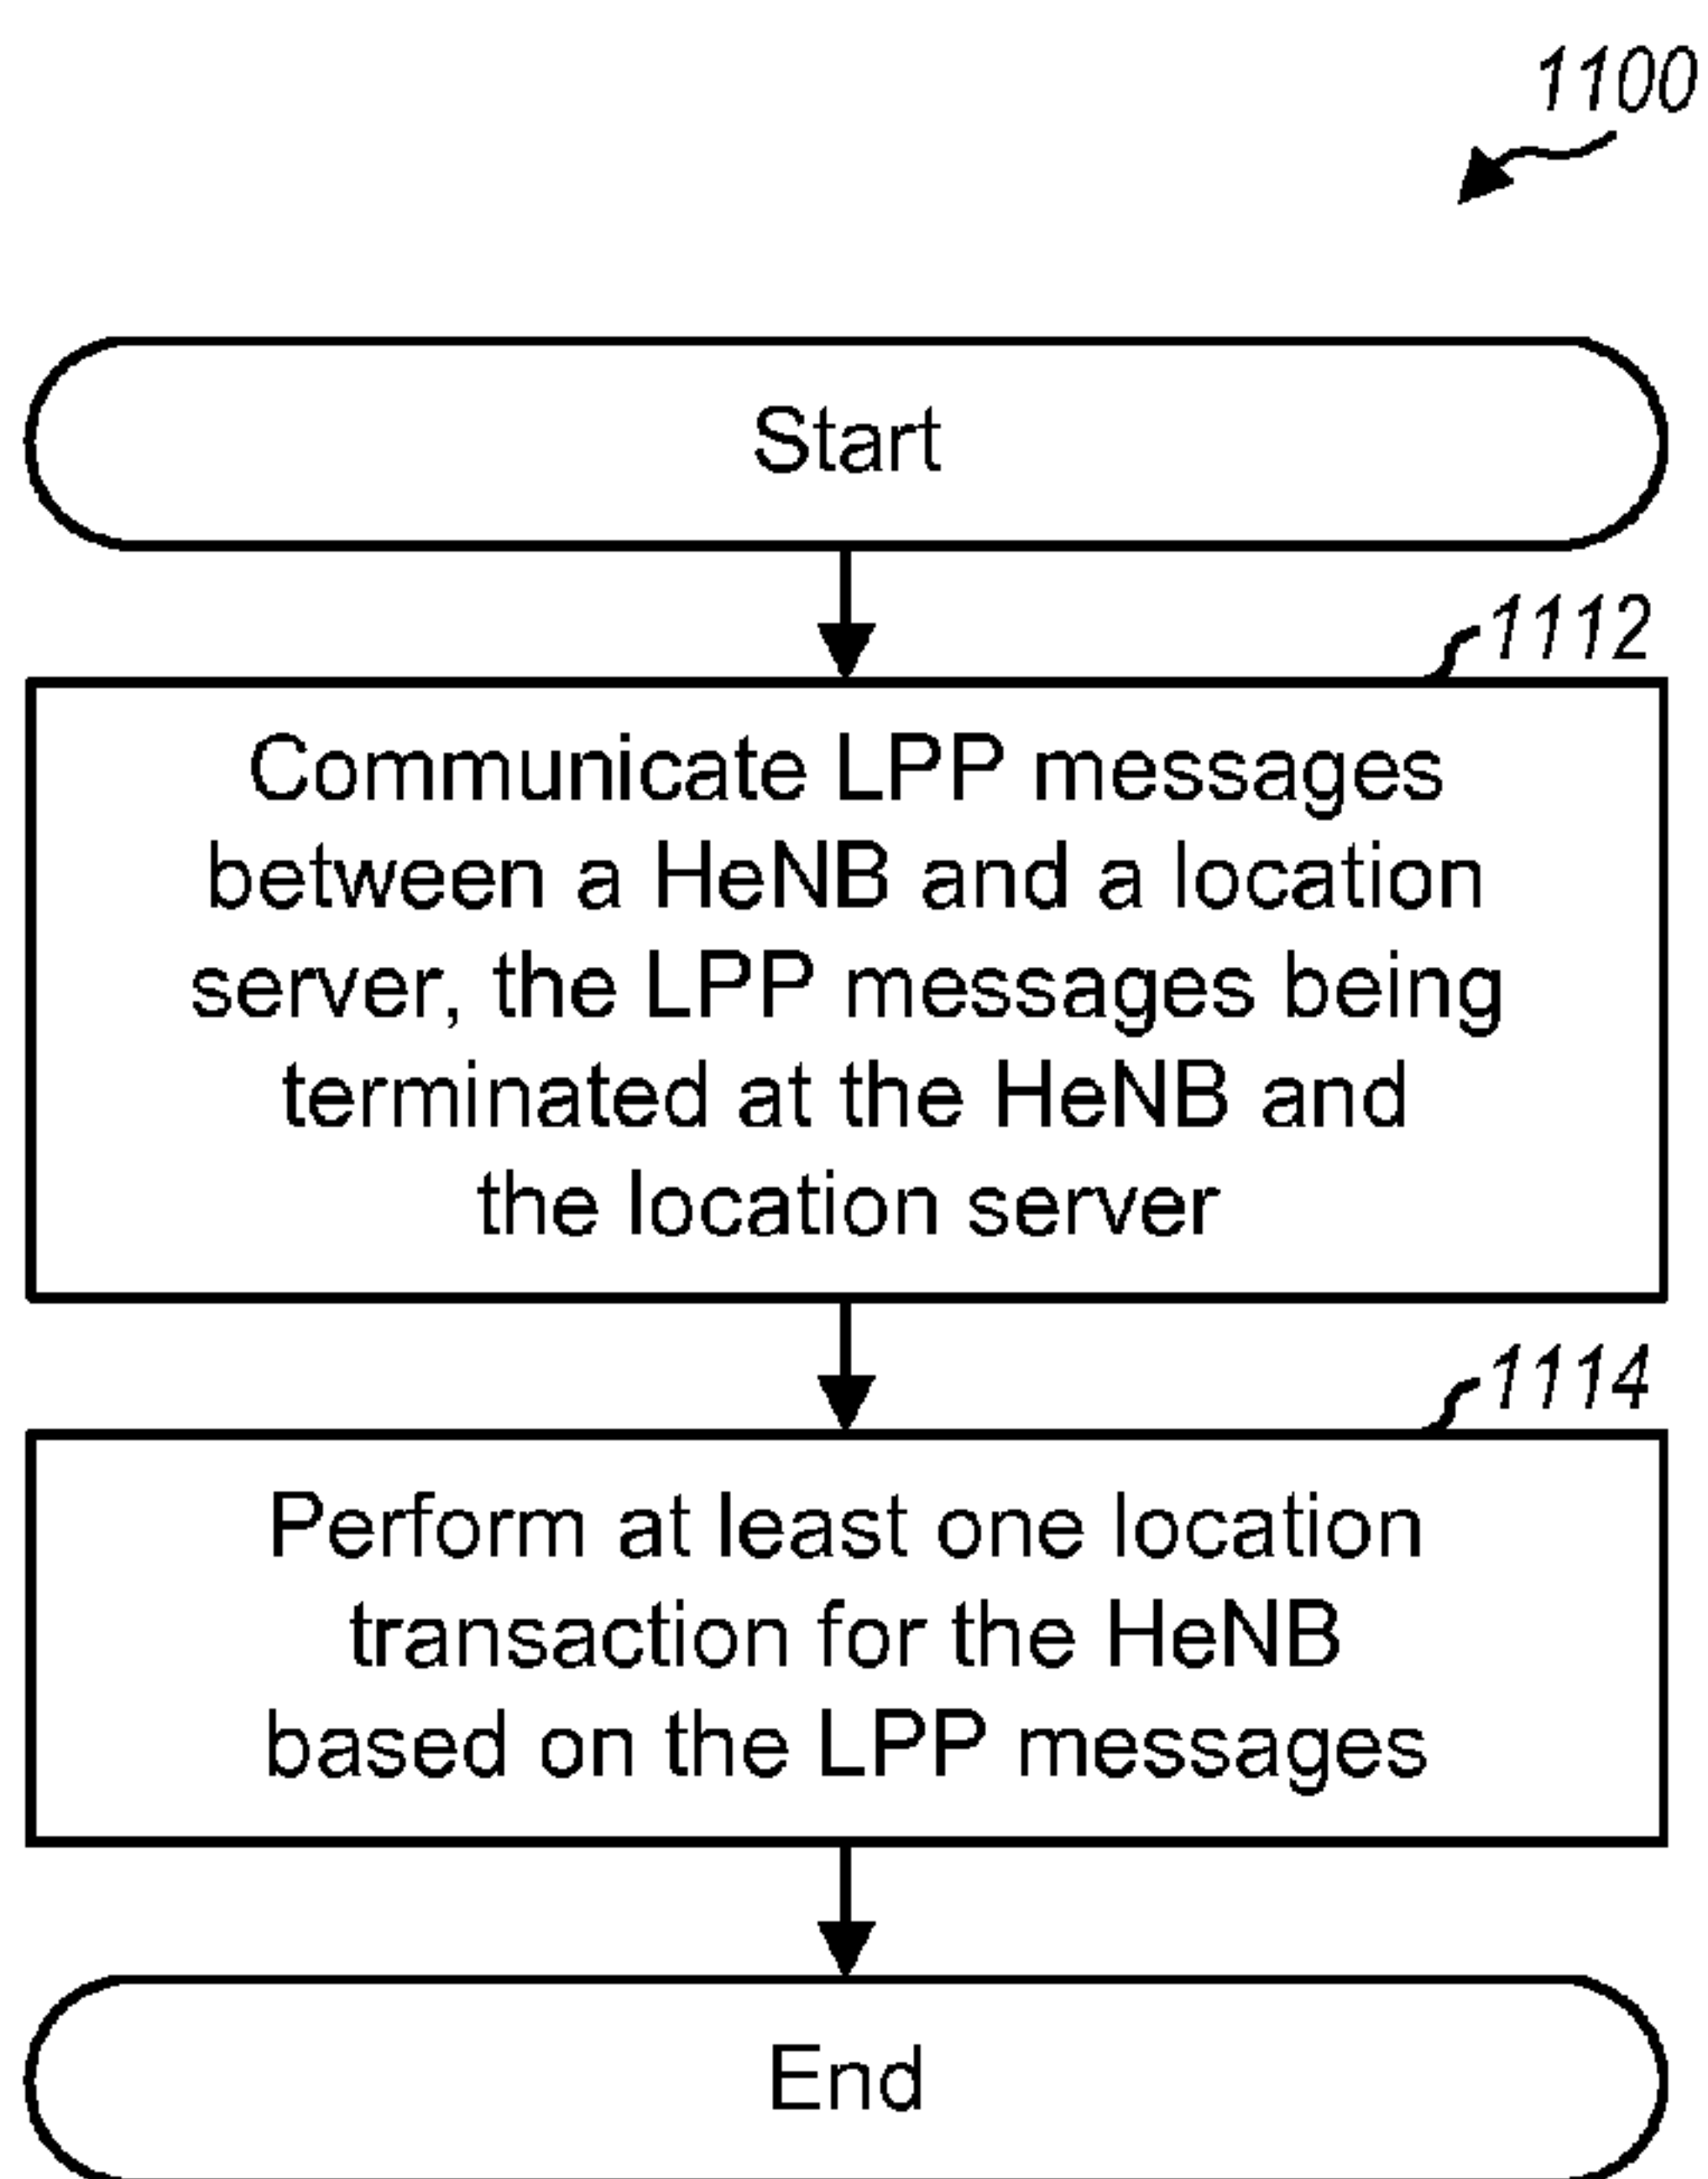 1100
Start
1112
Communicate LPP messages
between a HeNB and a location
server, the LPP messages being
terminated at the HeNB and
the location server
1114
Perform at least one location
transaction for the HeNB
based on the LPP messages
End